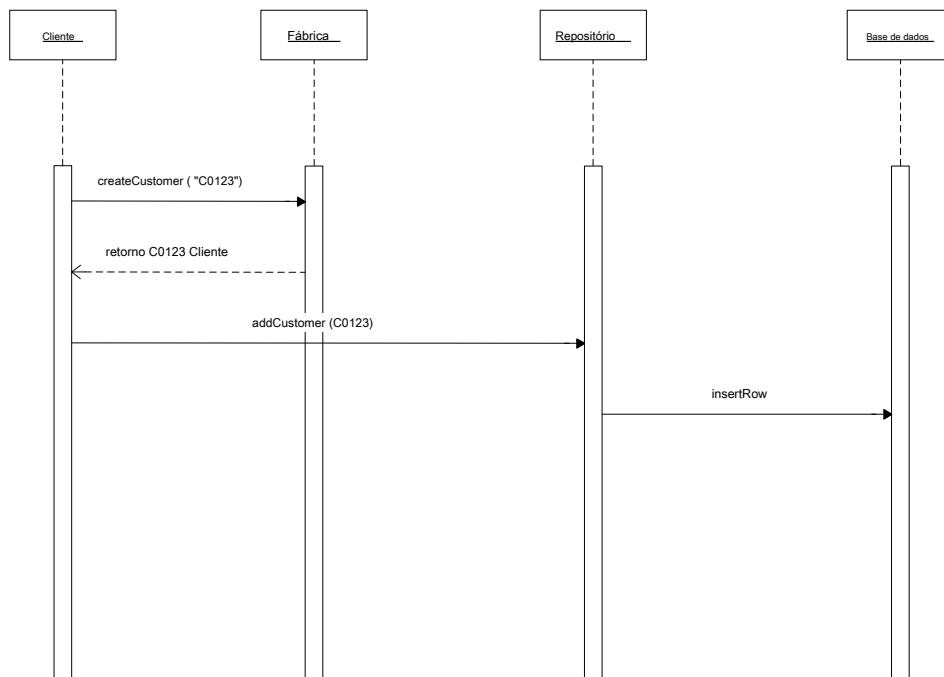 Cliente
Fábrica
Repositório
Base de dados
createCustomer ( "C0123")
retorno C0123 Cliente
addCustomer (C0123)
insertRow